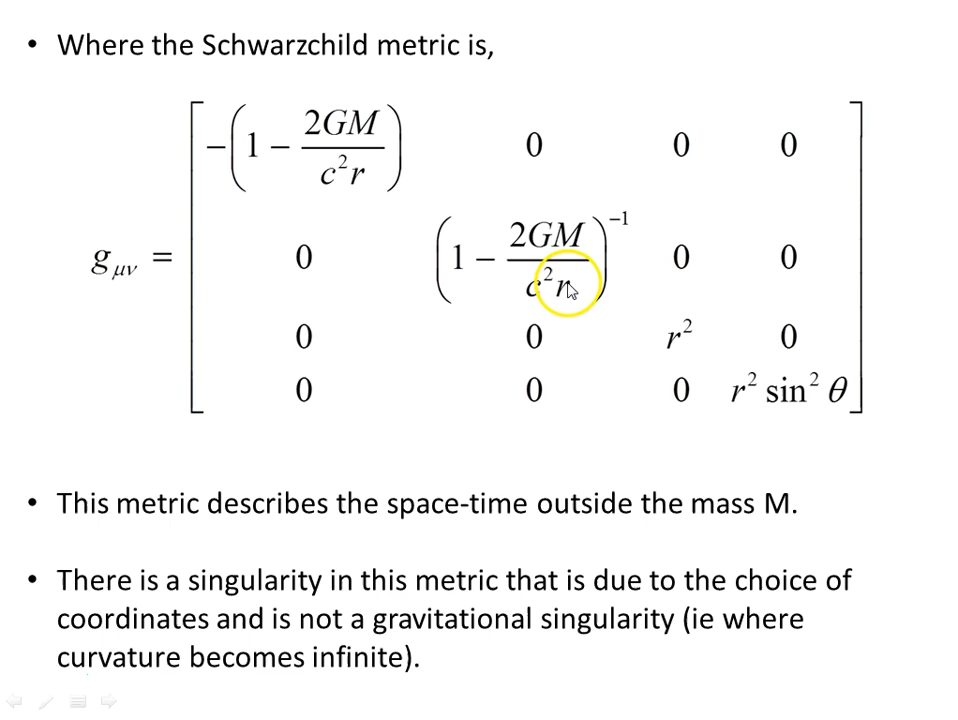 • Where the Schwarzchild metric is,
−(1 − 2GM/c²r) 0 0 0
gμν = 0 (1 − 2GM/c²r)⁻¹ 0 0
0 0 r² 0
0 0 0 r² sin² θ
• This metric describes the space-time outside the mass M.
• There is a singularity in this metric that is due to the choice of
coordinates and is not a gravitational singularity (ie where
curvature becomes infinite).